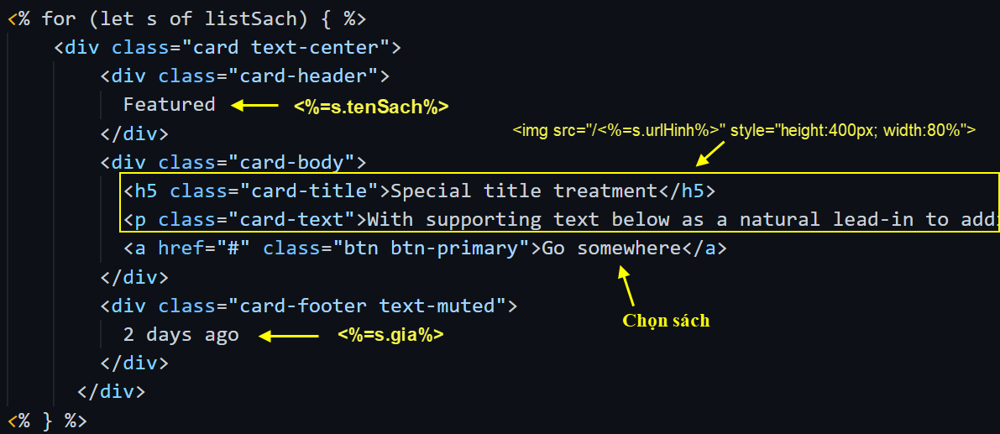 <% for (let s of listSach) { %>
<div class="card text-center">
<div class="card-header">
Featured <%=s.tenSach%>
</div>
<img src="/<%=s.urlHinh%>" style="height:400px; width:80%">
<div class="card-body">
<h5 class="card-title">Special title treatment</h5>
<p class="card-text">With supporting text below as a natural lead-in to addi
<a href="#" class="btn btn-primary">Go somewhere</a>
</div>
<div class="card-footer text-muted">
Chọn sách
2 days ago <%=s.gia%>
</div>
</div>
<% } %>